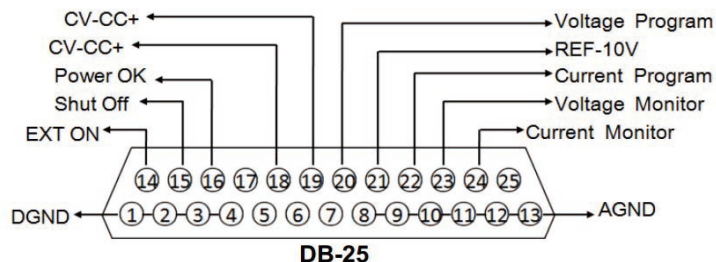 CV-CC+
CV-CC+
Power OK
Shut Off
EXT ON
Voltage Program
REF-10V
Current Program
Voltage Monitor
Current Monitor
14 15 16 17 18 19 20 21 22 23 24 25
DGND 1 2 3 4 5 6 7 8 9 10 11 12 13 AGND
DB-25